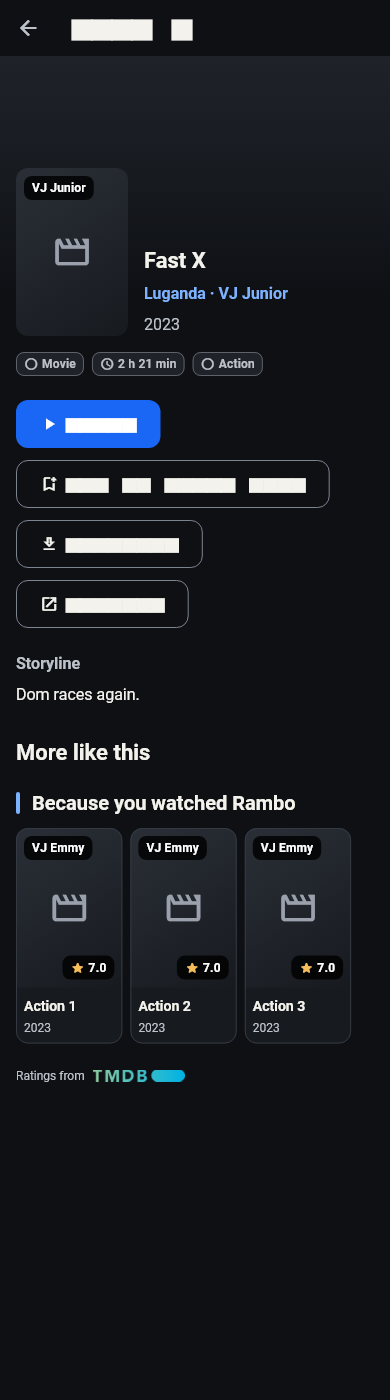 VJ Junior
Fast X
Luganda · VJ Junior
2023
Movie
2 h 21 min
Action
Storyline
Dom races again.
More like this
Because you watched Rambo
VJ Emmy
VJ Emmy
VJ Emmy
7.0
7.0
7.0
Action 1
Action 2
Action 3
2023
2023
2023
Ratings from TMDB